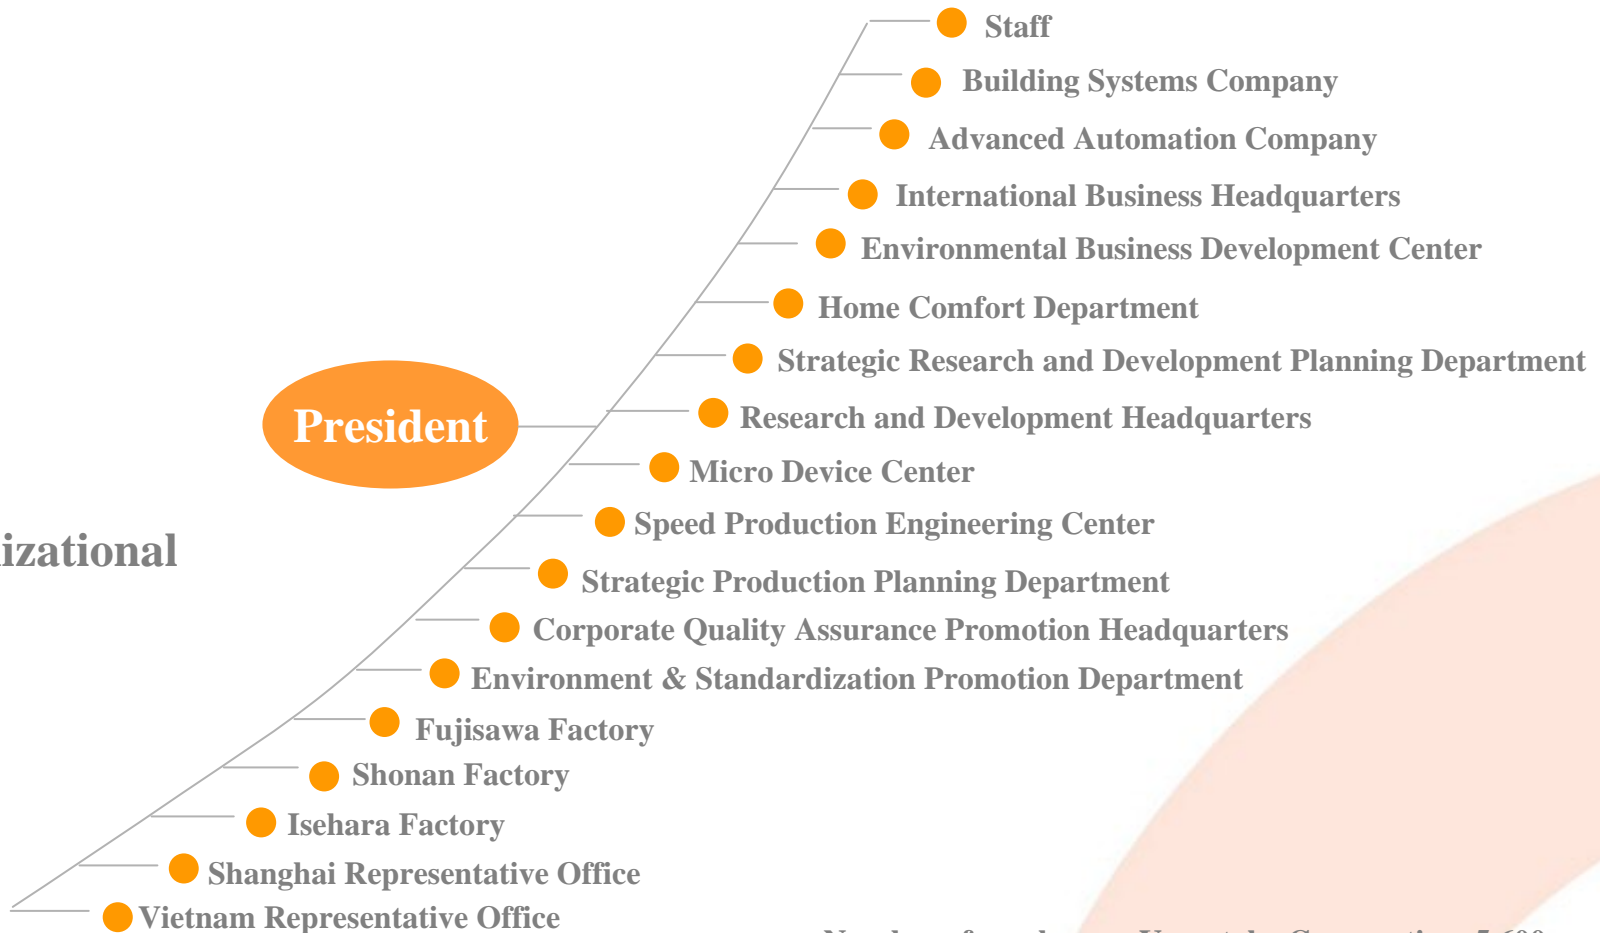 Staff
Building Systems Company
Advanced Automation Company
International Business Headquarters
Environmental Business Development Center
Home Comfort Department
Strategic Research and Development Planning Department
President
Research and Development Headquarters
Micro Device Center
Speed Production Engineering Center
izational
Strategic Production Planning Department
Corporate Quality Assurance Promotion Headquarters
Environment & Standardization Promotion Department
Fujisawa Factory
Shonan Factory
Isehara Factory
Shanghai Representative Office
Vietnam Representative Office